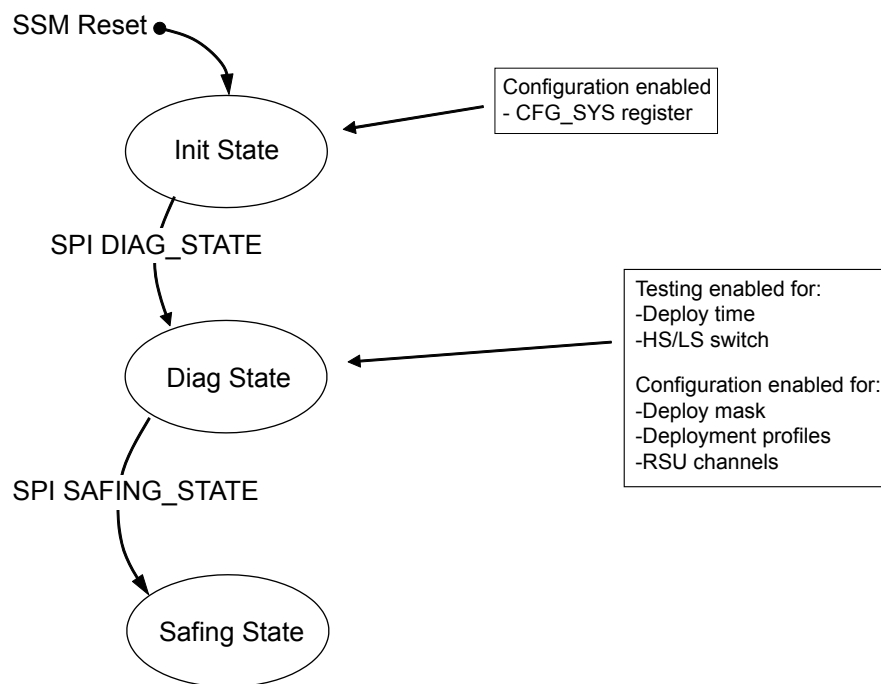 SSM Reset
Configuration enabled
- CFG_SYS register
Init State
SPI DIAG_STATE
Testing enabled for:
-Deploy time
-HS/LS switch
Configuration enabled for:
-Deploy mask
-Deployment profiles
-RSU channels
Diag State
SPI SAFING_STATE
Safing State